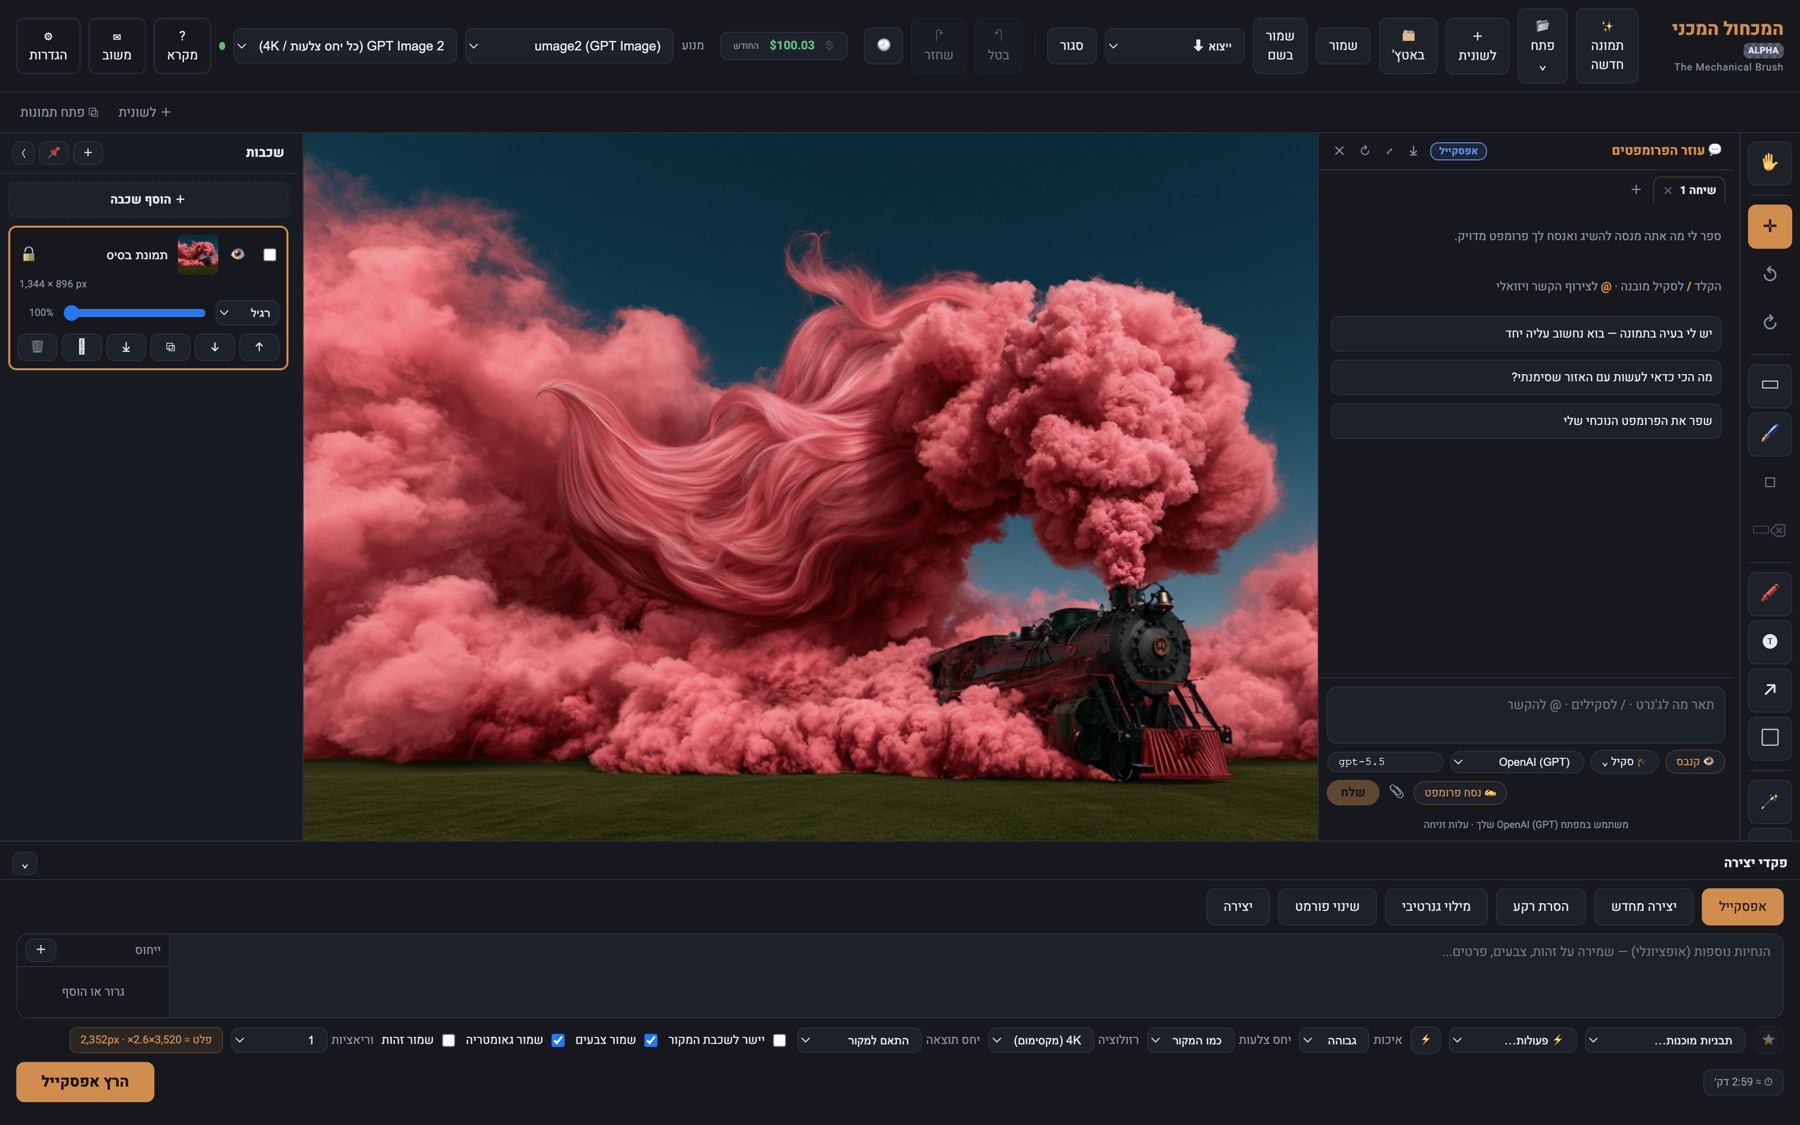 המכחול המכני
ALPHA
The Mechanical Brush
תמונה חדשה
פתח
לשונית
באטץ'
שמור
שמור בשם
ייצוא
סגור
בטל
שחזר
$ $100.03 החודש
מנוע
umage2 (GPT Image)
GPT Image 2 (כל יחס צלעות / 4K)
? מקרא
משוב
הגדרות
+ לשונית
פתח תמונות
עוזר הפרומפטים
אפסקייל
שיחה 1 ×
+
ספר לי מה אתה מנסה להשיג ואנסח לך פרומפט מדויק.
הקלד / לסקיל מובנה · @ לצירוף הקשר ויזואלי
יש לי בעיה בתמונה — בוא נחשוב עליה יחד
מה הכי כדאי לעשות עם האזור שסימנתי?
שפר את הפרומפט הנוכחי שלי
תאר מה לג'נרט · / לסקילים · @ להקשר
קנבס
סקיל
OpenAI (GPT)
gpt-5.5
נסח פרומפט
שלח
משתמש במפתח OpenAI (GPT) שלך · עלות זניחה
T
שכבות
+ הוסף שכבה
תמונת בסיס
1,344 × 896 px
רגיל
100%
פקדי יצירה
אפסקייל
יצירה מחדש
הסרת רקע
מילוי גנרטיבי
שינוי פורמט
יצירה
הנחיות נוספות (אופציונלי) — שמירה על זהות, צבעים, פרטים...
ייחוס
+
גרור או הוסף
תבניות מוכנות...
פעולות...
איכות
גבוהה
יחס צלעות
כמו המקור
רזולוציה
4K (מקסימום)
יחס תוצאה
התאם למקור
יישר לשכבת המקור
שמור צבעים
שמור גאומטריה
שמור זהות
וריאציות
1
פלט ≈ 3,520×2,352px · ×2.6
≈ 2:59 דק'
הרץ אפסקייל